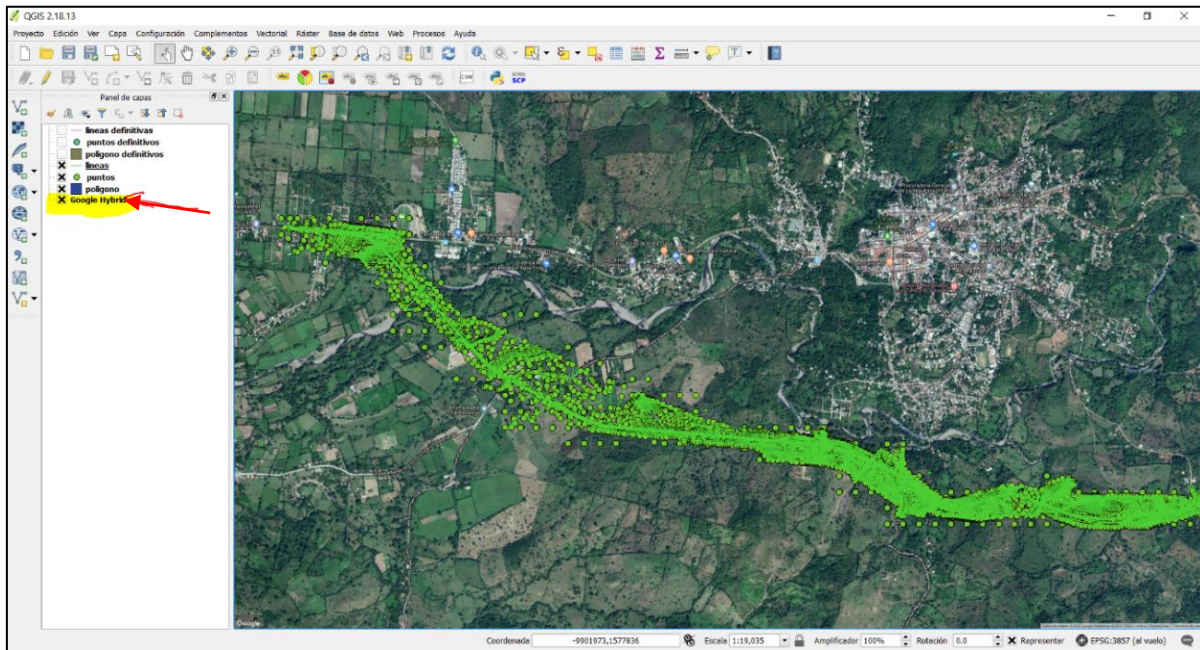 QGIS 2.18.13
Proyecto Edición Ver Capa Configuración Complementos Vectorial Ráster Base de datos Web Procesos Ayuda
SCP
Panel de capas
lineas definitivas
puntos definitivos
poligono definitivos
lineas
puntos
poligono
Google Hybrid
Google
Coordenada -9901973,1577836 Escala 1:19,035 Amplificador 100% Rotación 0.0 Representar EPSG:3857 (al vuelo)